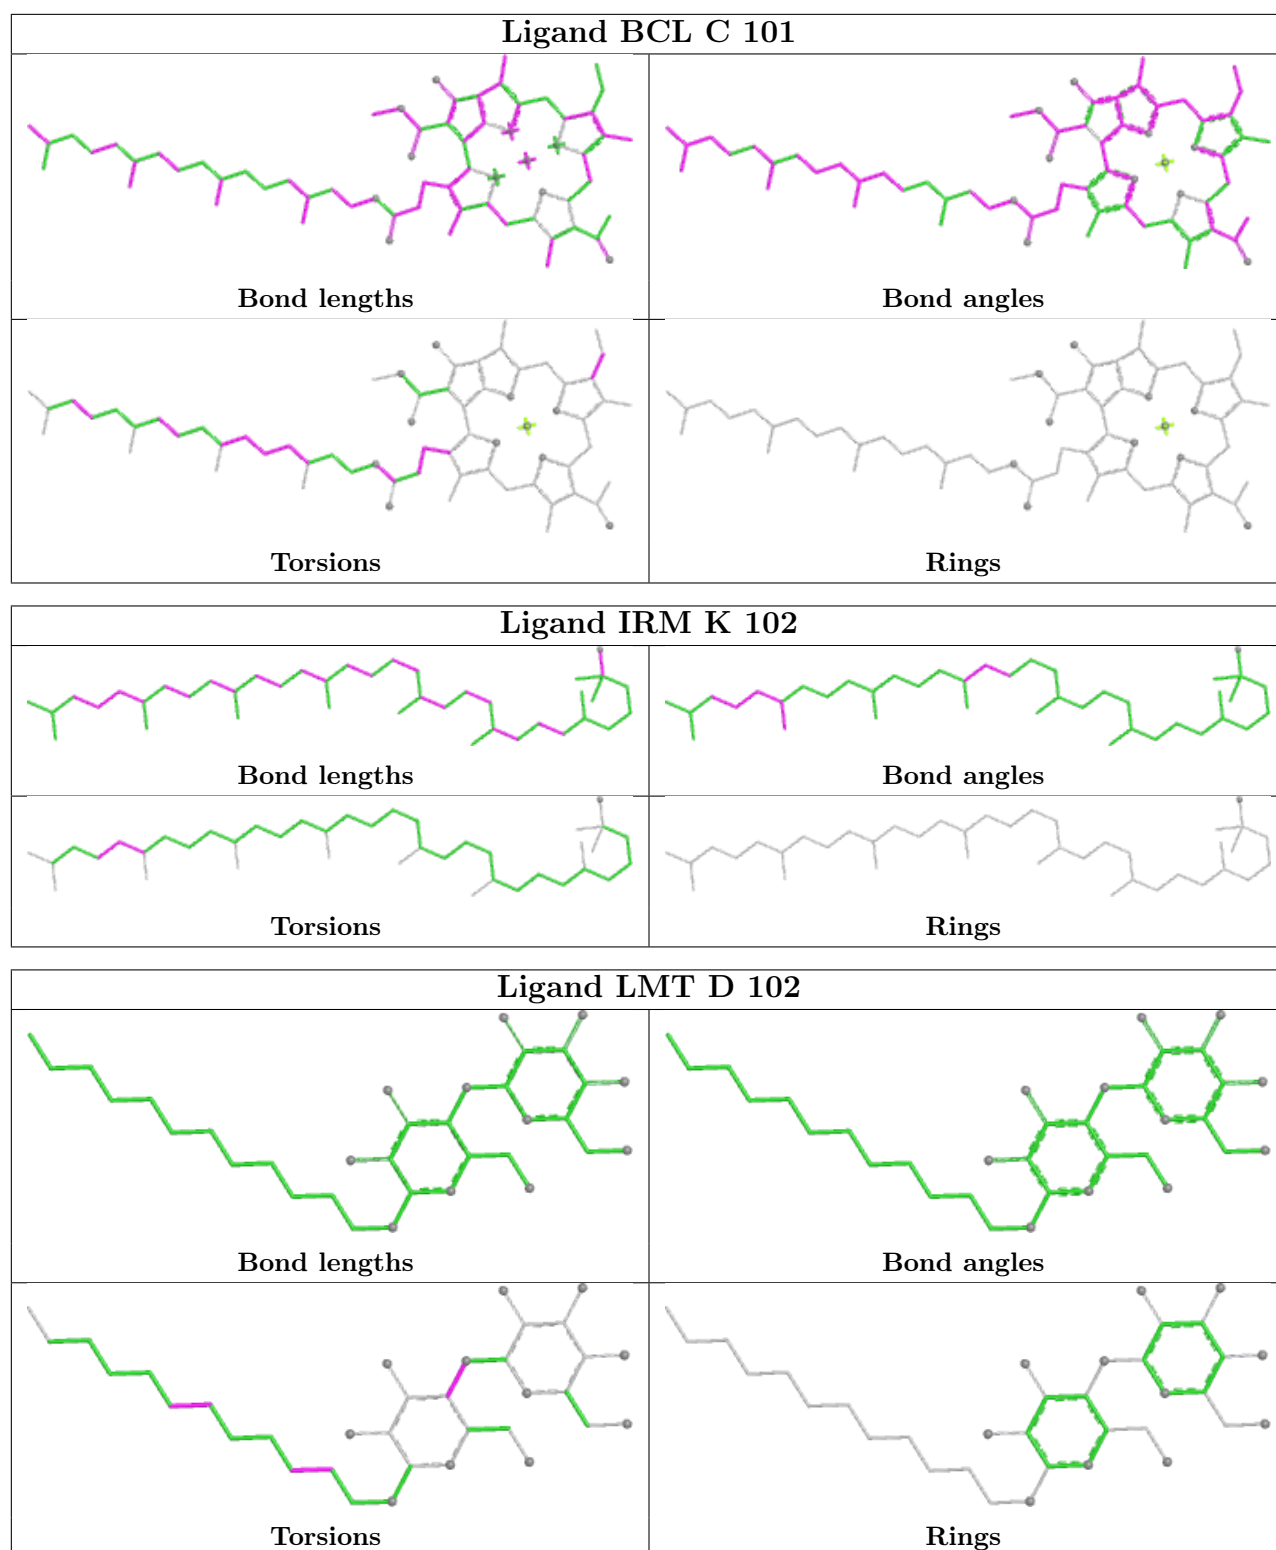 Ligand BCL C 101
Bond lengths
Bond angles
Torsions
Rings
Ligand IRM K 102
Bond lengths
Bond angles
Torsions
Rings
Ligand LMT D 102
Bond lengths
Bond angles
Torsions
Rings